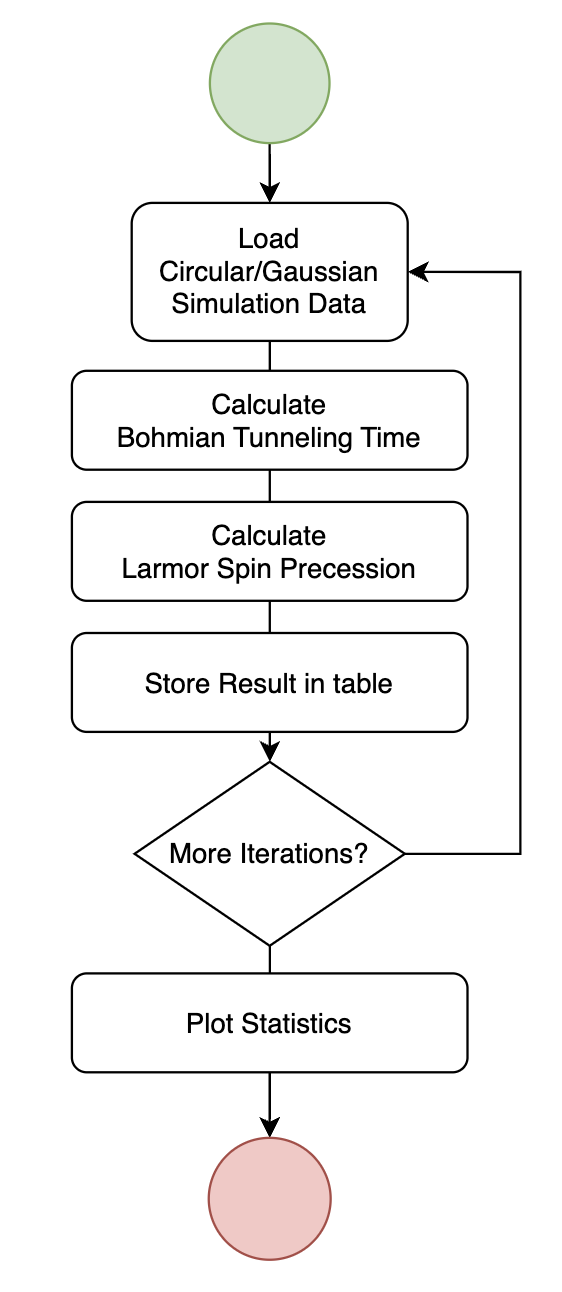 Load
Circular/Gaussian
Simulation Data
Calculate
Bohmian Tunneling Time
Calculate
Larmor Spin Precession
Store Result in table
More Iterations?
Plot Statistics